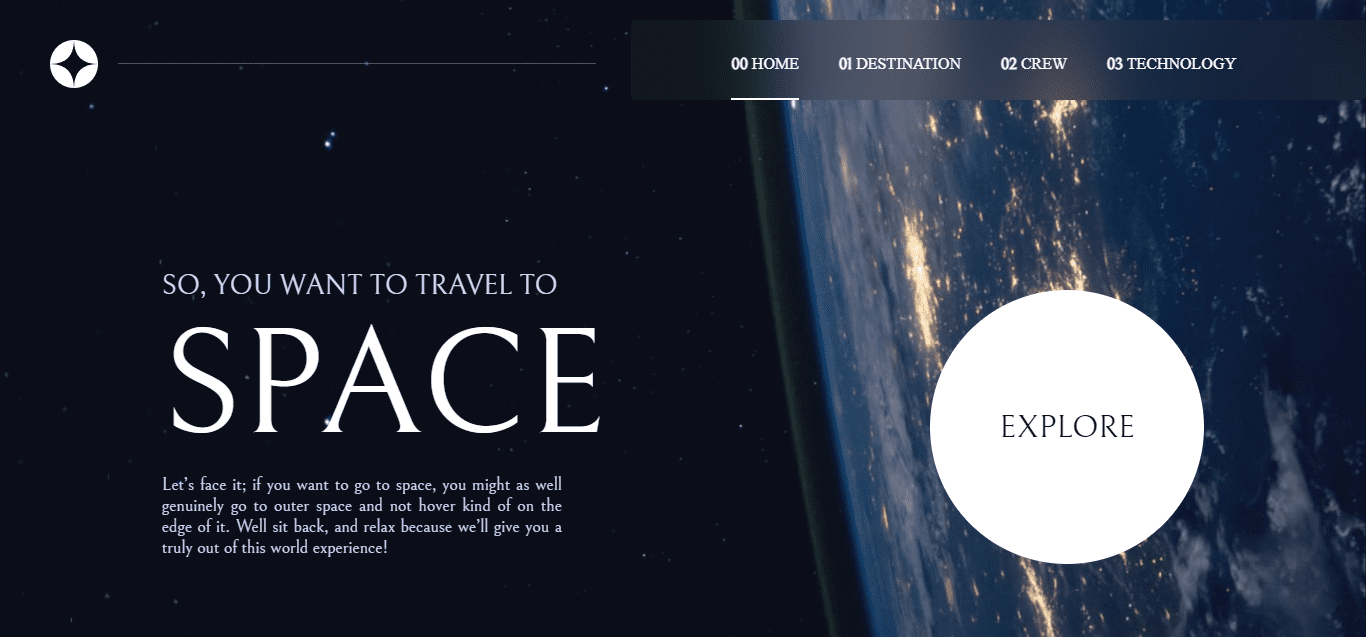 00 HOME 01 DESTINATION 02 CREW 03 TECHNOLOGY
SO, YOU WANT TO TRAVEL TO
SPACE
Let’s face it; if you want to go to space, you might as well
genuinely go to outer space and not hover kind of on the
edge of it. Well sit back, and relax because we’ll give you a
truly out of this world experience!
EXPLORE